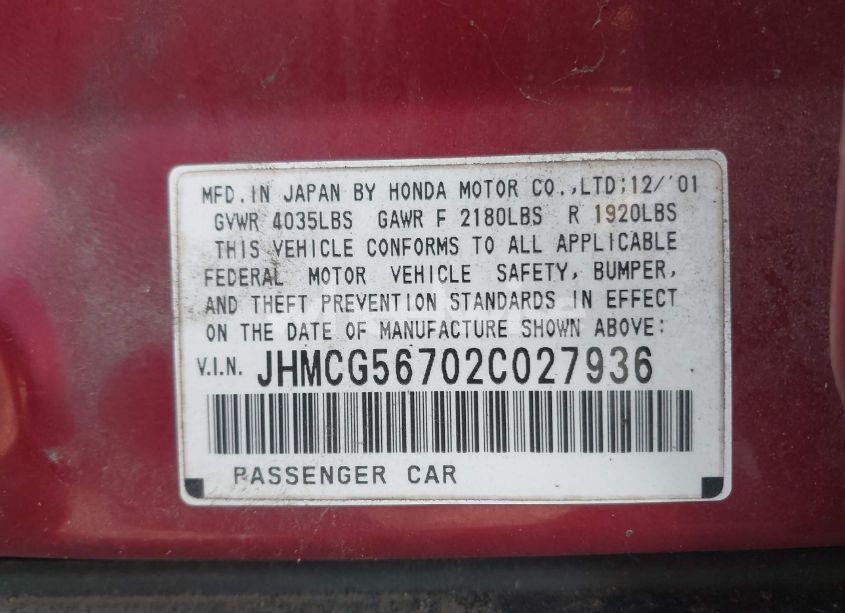 MFD.IN JAPAN BY HONDA MOTOR CO.,LTD;12/'01
GVWR 4035LBS GAWR F 2180LBS R 1920LBS
THIS VEHICLE CONFORMS TO ALL APPLICABLE
FEDERAL MOTOR VEHICLE SAFETY, BUMPER,
AND THEFT PREVENTION STANDARDS IN EFFECT
ON THE DATE OF MANUFACTURE SHOWN ABOVE:
V.I.N. JHMCG56702C027936
PASSENGER CAR